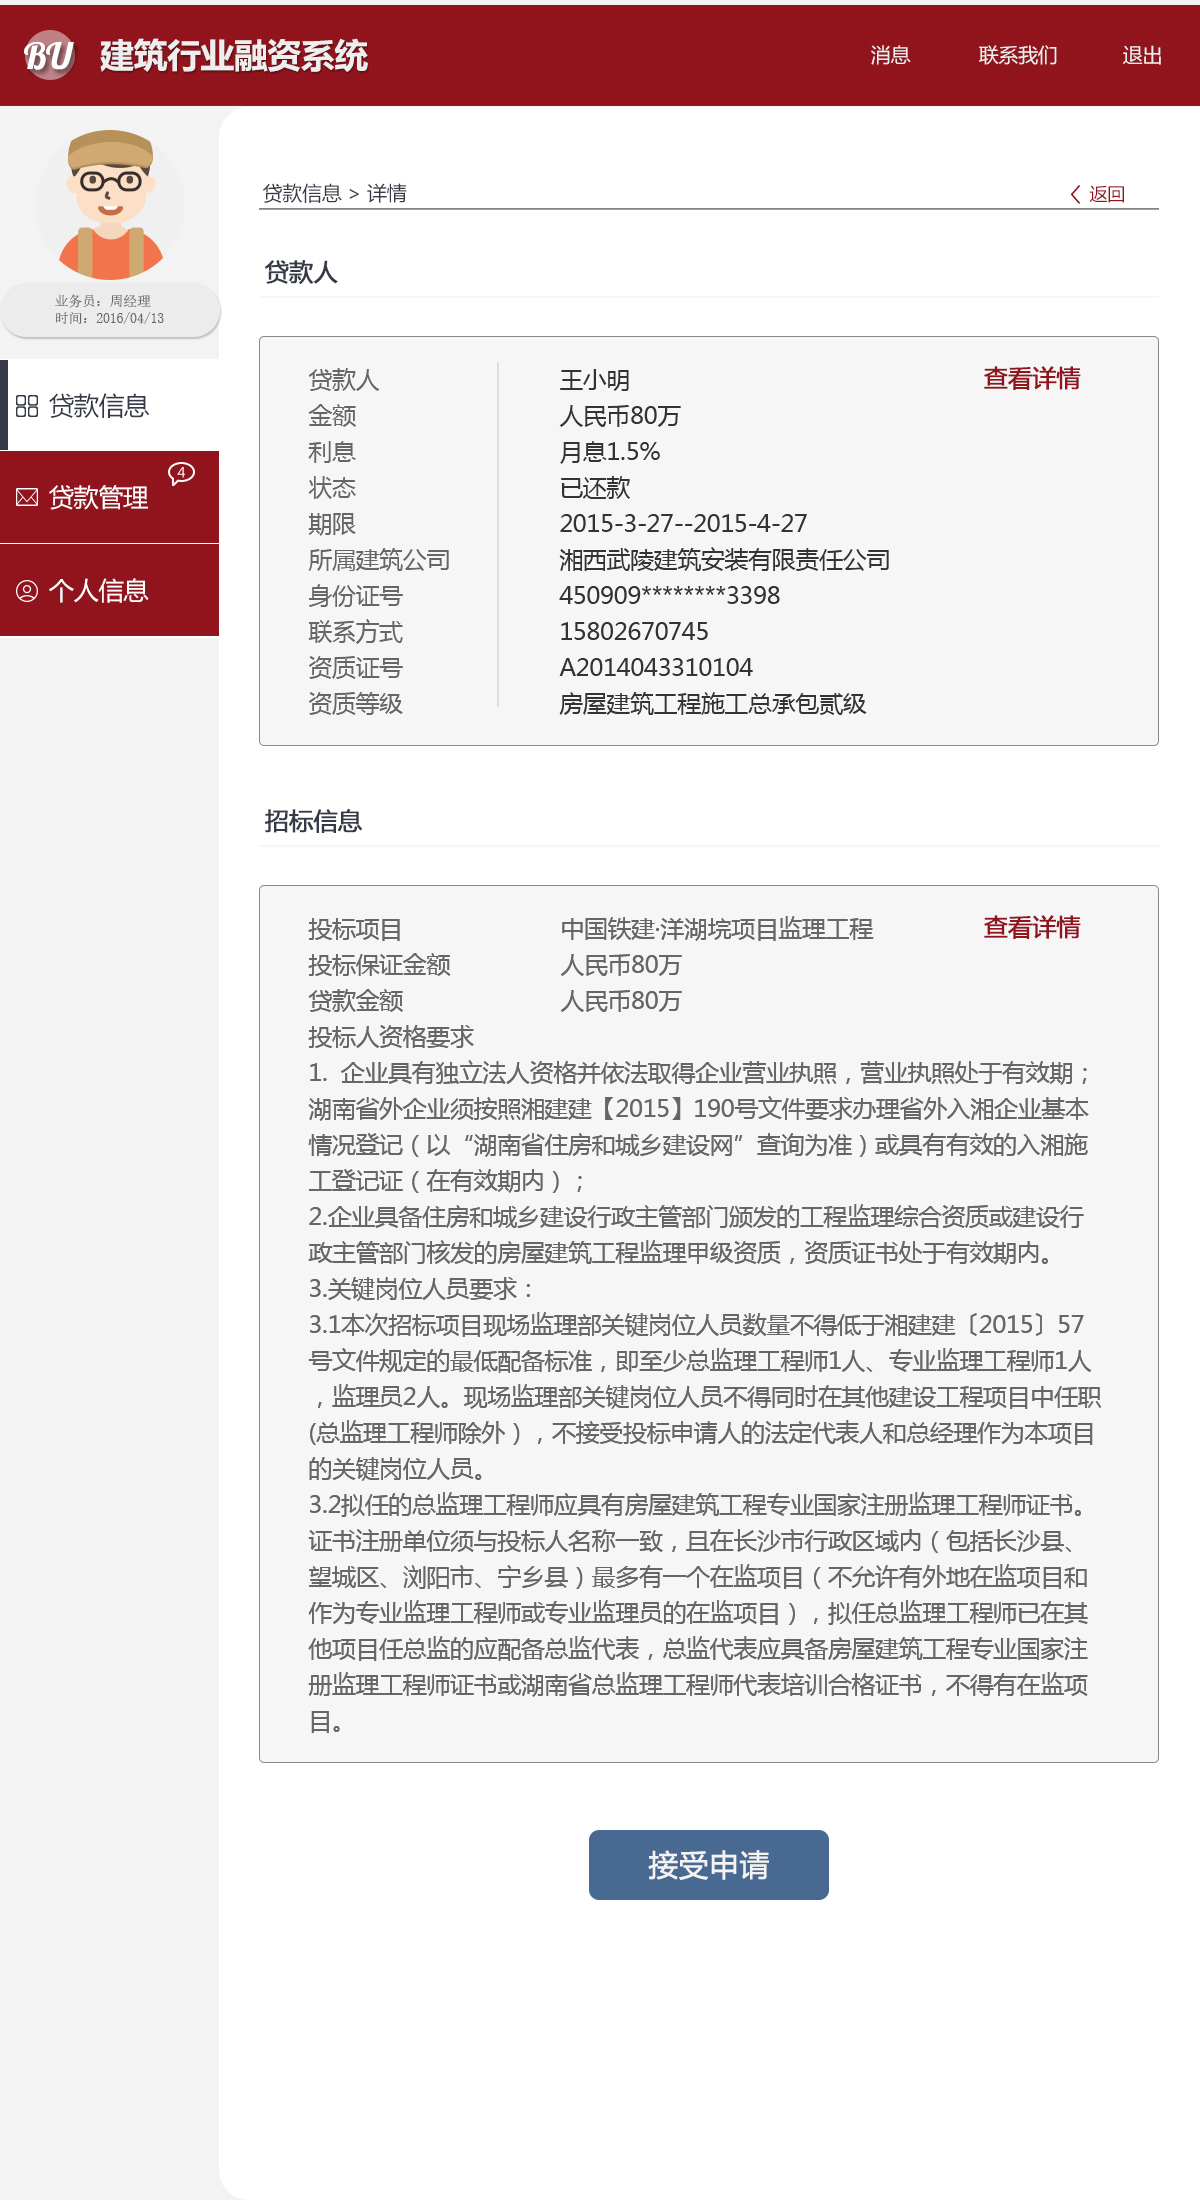 BU 建筑行业融资系统 消息 联系我们 退出
业务员：周经理
时间：2016/04/13
贷款信息
贷款管理 4
个人信息
贷款信息 > 详情 返回
贷款人
贷款人 王小明 查看详情
金额 人民币80万
利息 月息1.5%
状态 已还款
期限 2015-3-27--2015-4-27
所属建筑公司 湘西武陵建筑安装有限责任公司
身份证号 450909********3398
联系方式 15802670745
资质证号 A2014043310104
资质等级 房屋建筑工程施工总承包贰级
招标信息
投标项目 中国铁建·洋湖垸项目监理工程 查看详情
投标保证金额 人民币80万
贷款金额 人民币80万
投标人资格要求
1. 企业具有独立法人资格并依法取得企业营业执照，营业执照处于有效期；
湖南省外企业须按照湘建建【2015】190号文件要求办理省外入湘企业基本
情况登记（以“湖南省住房和城乡建设网”查询为准）或具有有效的入湘施
工登记证（在有效期内）；
2.企业具备住房和城乡建设行政主管部门颁发的工程监理综合资质或建设行
政主管部门核发的房屋建筑工程监理甲级资质，资质证书处于有效期内。
3.关键岗位人员要求：
3.1本次招标项目现场监理部关键岗位人员数量不得低于湘建建〔2015〕57
号文件规定的最低配备标准，即至少总监理工程师1人、专业监理工程师1人
，监理员2人。现场监理部关键岗位人员不得同时在其他建设工程项目中任职
(总监理工程师除外），不接受投标申请人的法定代表人和总经理作为本项目
的关键岗位人员。
3.2拟任的总监理工程师应具有房屋建筑工程专业国家注册监理工程师证书。
证书注册单位须与投标人名称一致，且在长沙市行政区域内（包括长沙县、
望城区、浏阳市、宁乡县）最多有一个在监项目（不允许有外地在监项目和
作为专业监理工程师或专业监理员的在监项目），拟任总监理工程师已在其
他项目任总监的应配备总监代表，总监代表应具备房屋建筑工程专业国家注
册监理工程师证书或湖南省总监理工程师代表培训合格证书，不得有在监项
目。
接受申请